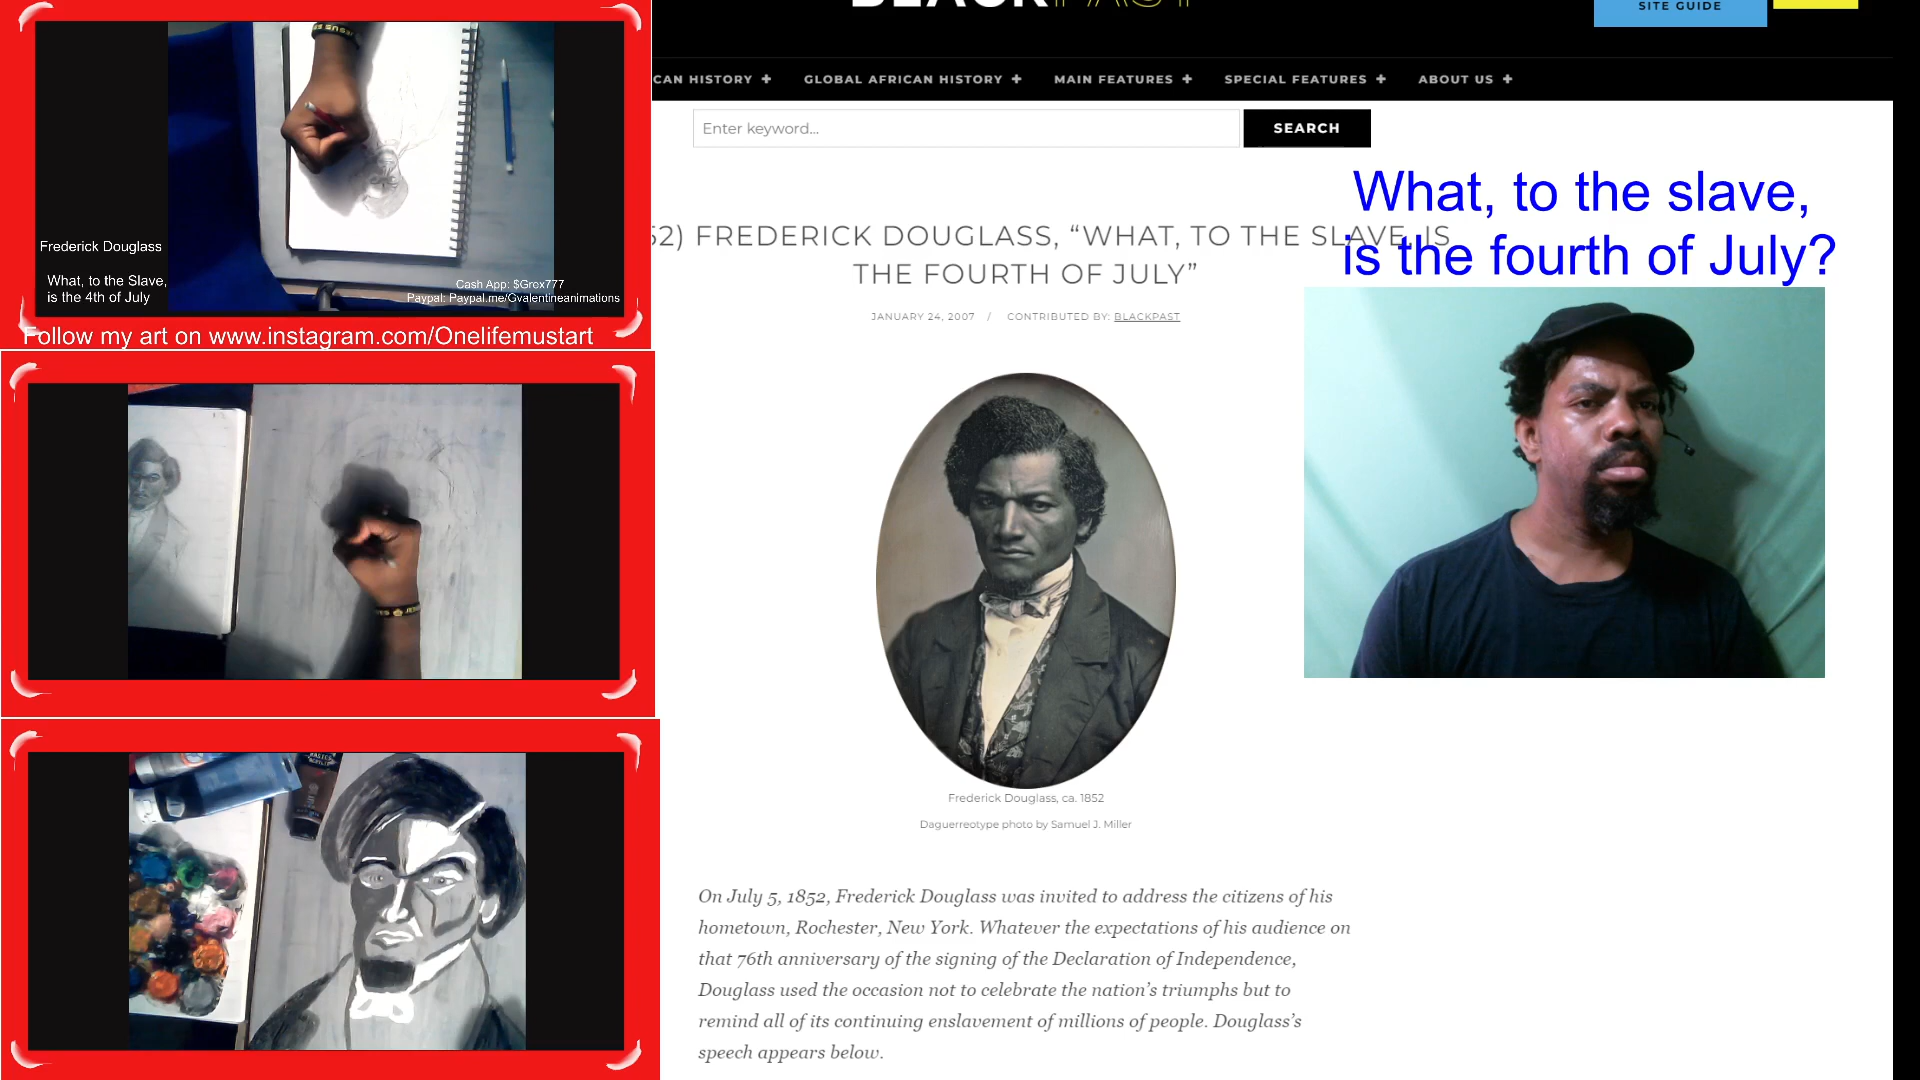 Frederick Douglass
What, to the Slave,
is the 4th of July
Cash App: $Grox777
Paypal: Paypal.me/Gvalentineanimations
Follow my art on www.instagram.com/Onelifemustart
SITE GUIDE
CAN HISTORY +
GLOBAL AFRICAN HISTORY +
MAIN FEATURES +
SPECIAL FEATURES +
ABOUT US +
Enter keyword...
SEARCH
52) FREDERICK DOUGLASS, “WHAT, TO THE SLAVE, IS
THE FOURTH OF JULY”
JANUARY 24, 2007 / CONTRIBUTED BY: BLACKPAST
What, to the slave,
is the fourth of July?
Frederick Douglass, ca. 1852
Daguerreotype photo by Samuel J. Miller
On July 5, 1852, Frederick Douglass was invited to address the citizens of his
hometown, Rochester, New York. Whatever the expectations of his audience on
that 76th anniversary of the signing of the Declaration of Independence,
Douglass used the occasion not to celebrate the nation’s triumphs but to
remind all of its continuing enslavement of millions of people. Douglass’s
speech appears below.